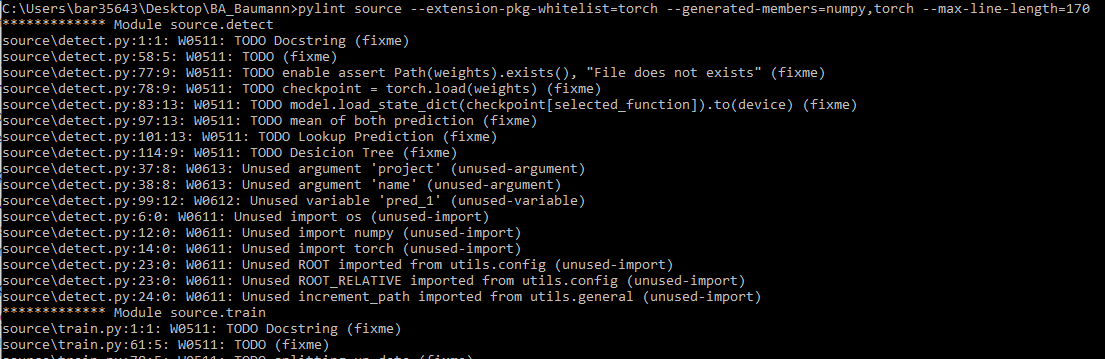 C:\Users\bar35643\Desktop\BA_Baumann>pylint source --extension-pkg-whitelist=torch --generated-members=numpy,torch --max-line-length=170
************* Module source.detect
source\detect.py:1:1: W0511: TODO Docstring (fixme)
source\detect.py:58:5: W0511: TODO (fixme)
source\detect.py:77:9: W0511: TODO enable assert Path(weights).exists(), "File does not exists" (fixme)
source\detect.py:78:9: W0511: TODO checkpoint = torch.load(weights) (fixme)
source\detect.py:83:13: W0511: TODO model.load_state_dict(checkpoint[selected_function]).to(device) (fixme)
source\detect.py:97:13: W0511: TODO mean of both prediction (fixme)
source\detect.py:101:13: W0511: TODO Lookup Prediction (fixme)
source\detect.py:114:9: W0511: TODO Desicion Tree (fixme)
source\detect.py:37:8: W0613: Unused argument 'project' (unused-argument)
source\detect.py:38:8: W0613: Unused argument 'name' (unused-argument)
source\detect.py:99:12: W0612: Unused variable 'pred_1' (unused-variable)
source\detect.py:6:0: W0611: Unused import os (unused-import)
source\detect.py:12:0: W0611: Unused import numpy (unused-import)
source\detect.py:14:0: W0611: Unused import torch (unused-import)
source\detect.py:23:0: W0611: Unused ROOT imported from utils.config (unused-import)
source\detect.py:23:0: W0611: Unused ROOT_RELATIVE imported from utils.config (unused-import)
source\detect.py:24:0: W0611: Unused increment_path imported from utils.general (unused-import)
************* Module source.train
source\train.py:1:1: W0511: TODO Docstring (fixme)
source\train.py:61:5: W0511: TODO (fixme)